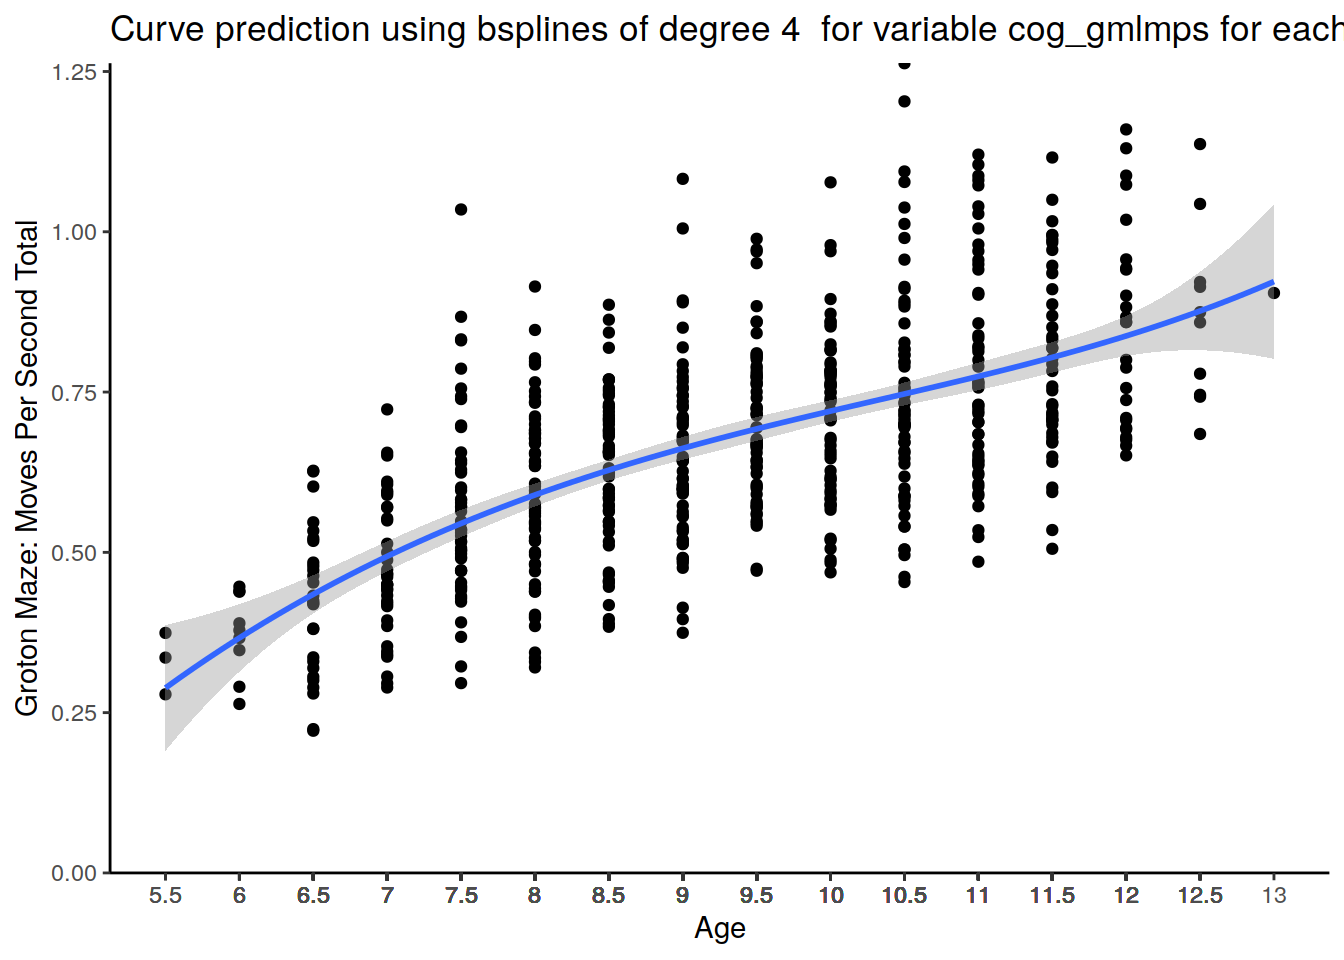 Curve prediction using bsplines of degree 4  for variable cog_gmlmps for each
1.25
1.00
0.75
0.50
0.25
0.00
Groton Maze: Moves Per Second Total
5.5 6 6.5 7 7.5 8 8.5 9 9.5 10 10.5 11 11.5 12 12.5 13
Age